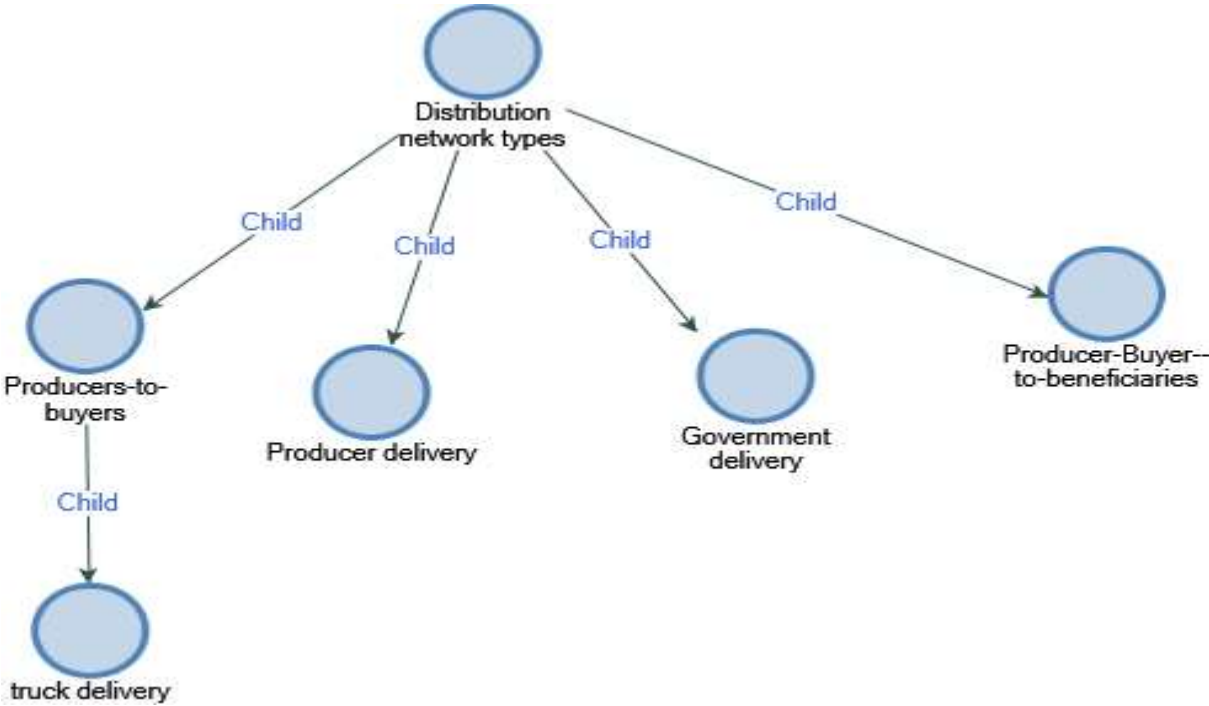 Distribution
network types
Child
Child
Child
Child
Producers-to-
buyers
Producer delivery
Government
delivery
Producer-Buyer--
to-beneficiaries
Child
truck delivery